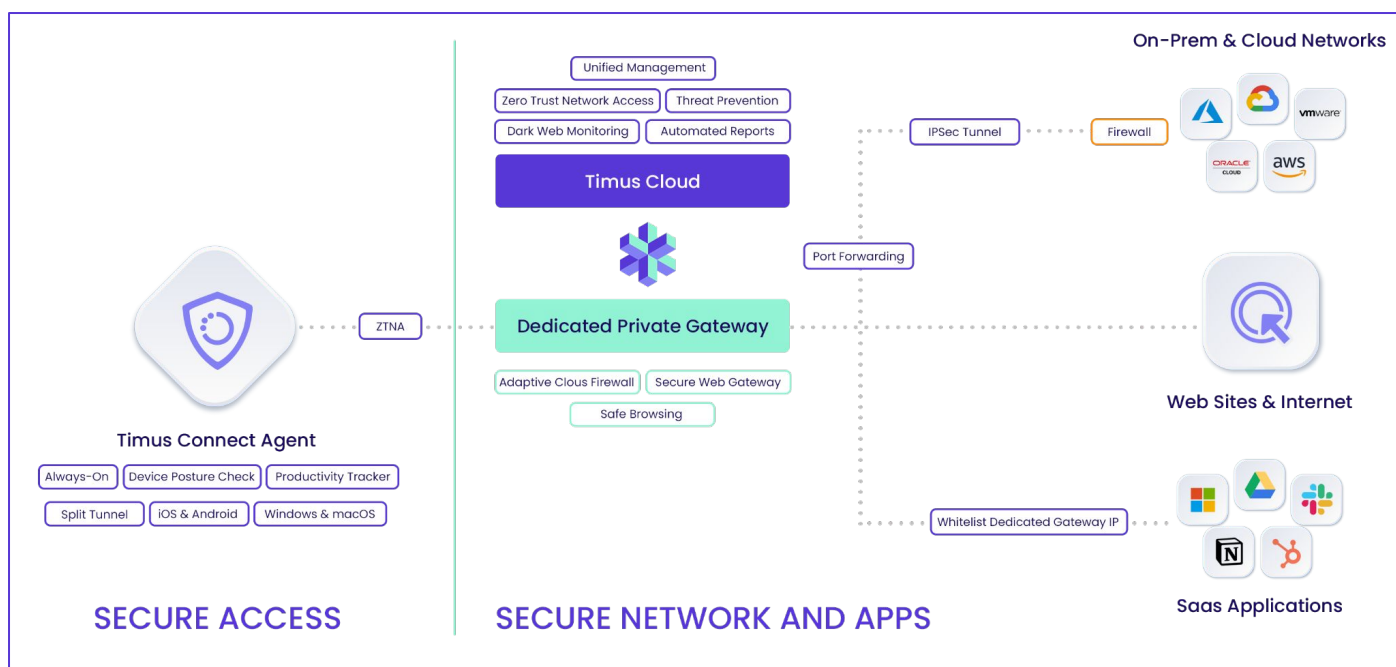 On-Prem & Cloud Networks
Unified Management
Zero Trust Network Access
Threat Prevention
Dark Web Monitoring
Automated Reports
IPSec Tunnel
Firewall
vmware
ORACLE
CLOUD
aws
Timus Cloud
Port Forwarding
ZTNA
Dedicated Private Gateway
Adaptive Clous Firewall
Secure Web Gateway
Safe Browsing
Web Sites & Internet
Timus Connect Agent
Always-On
Device Posture Check
Productivity Tracker
Split Tunnel
iOS & Android
Windows & macOS
Whitelist Dedicated Gateway IP
N
Saas Applications
SECURE ACCESS
SECURE NETWORK AND APPS